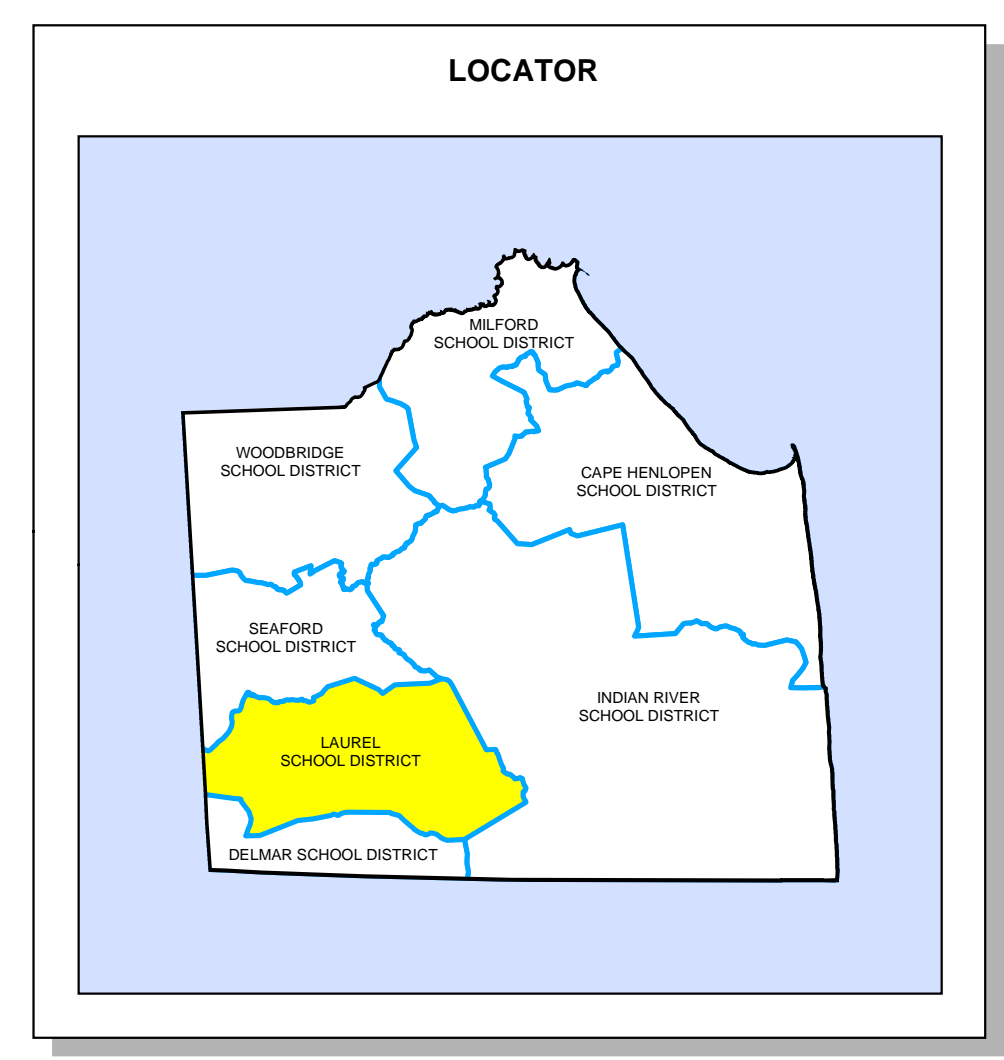 LOCATOR
MILFORD
SCHOOL DISTRICT
WOODBRIDGE
SCHOOL DISTRICT
CAPE HENLOPEN
SCHOOL DISTRICT
SEAFORD
SCHOOL DISTRICT
INDIAN RIVER
SCHOOL DISTRICT
LAUREL
SCHOOL DISTRICT
DELMAR SCHOOL DISTRICT